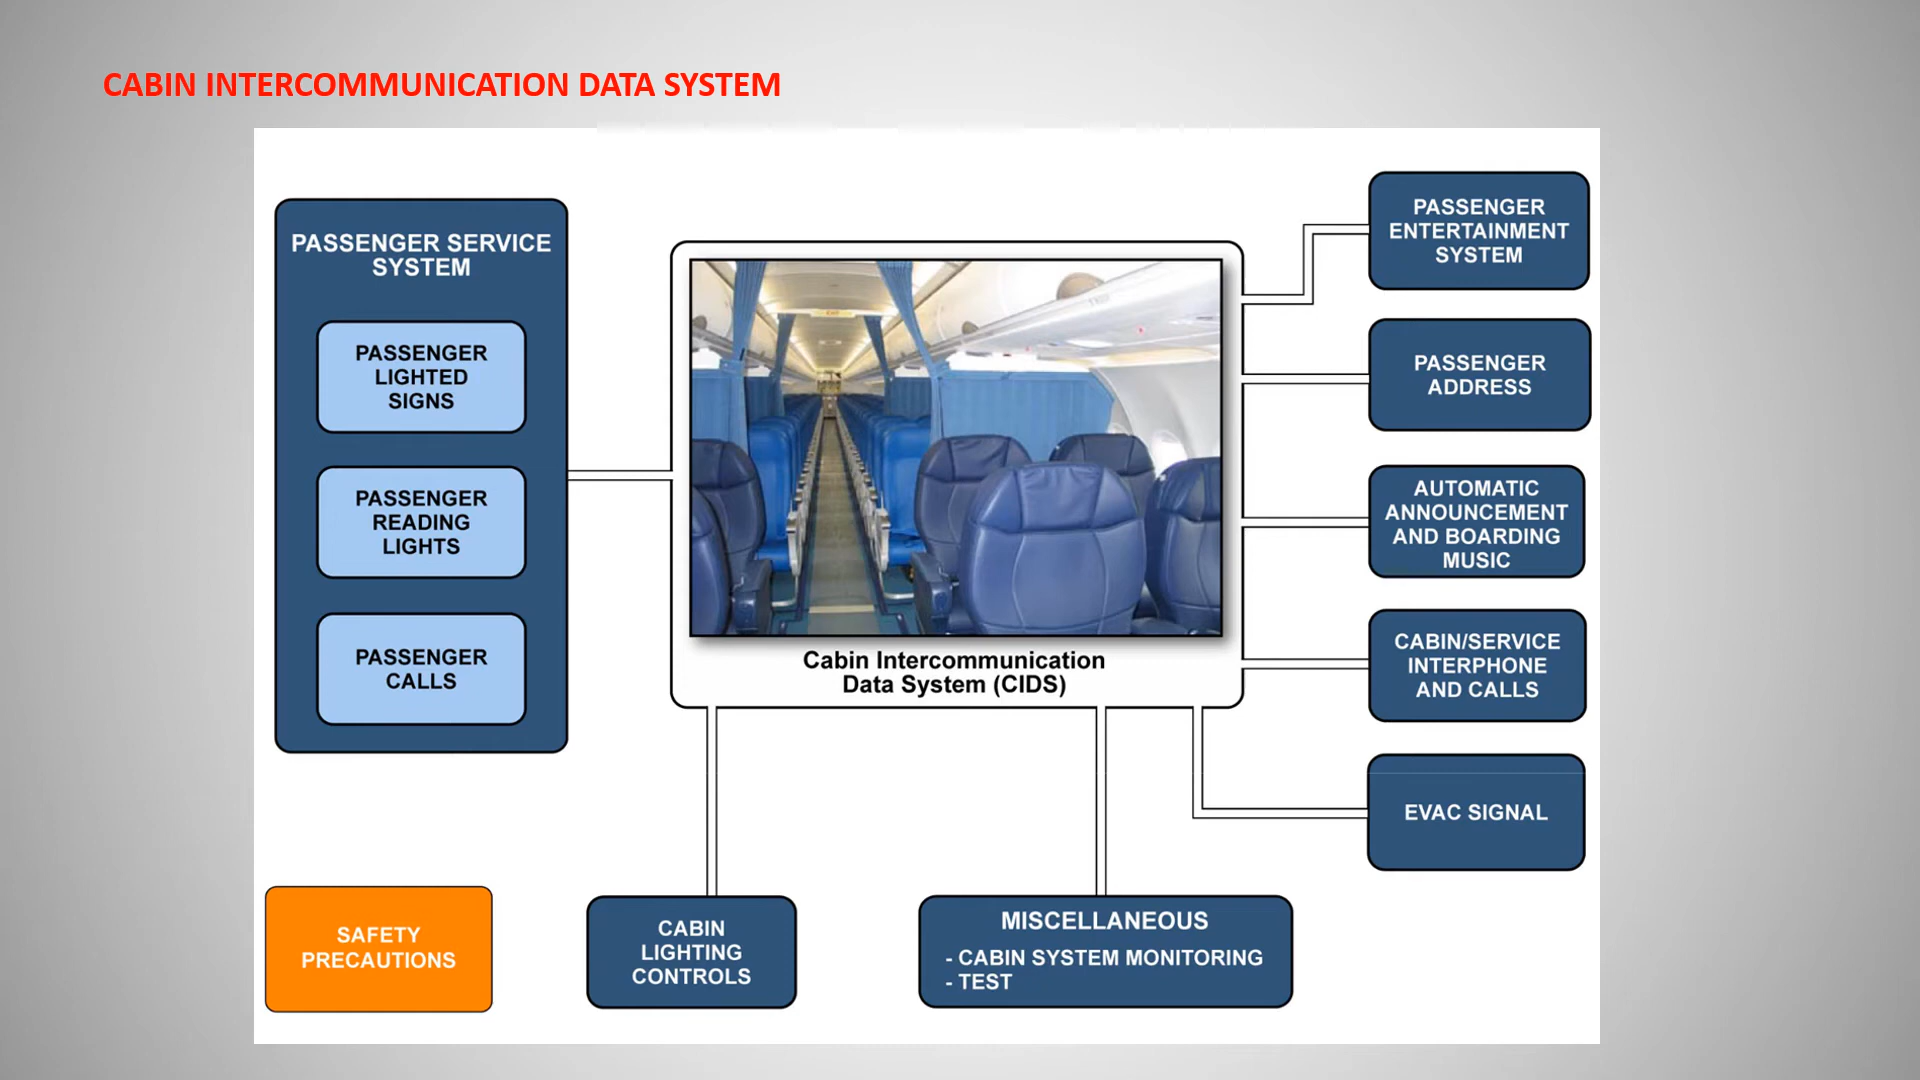 CABIN INTERCOMMUNICATION DATA SYSTEM
PASSENGER SERVICE
SYSTEM
PASSENGER
LIGHTED
SIGNS
PASSENGER
READING
LIGHTS
PASSENGER
CALLS
Cabin Intercommunication
Data System (CIDS)
PASSENGER
ENTERTAINMENT
SYSTEM
PASSENGER
ADDRESS
AUTOMATIC
ANNOUNCEMENT
AND BOARDING
MUSIC
CABIN/SERVICE
INTERPHONE
AND CALLS
EVAC SIGNAL
SAFETY
PRECAUTIONS
CABIN
LIGHTING
CONTROLS
MISCELLANEOUS
- CABIN SYSTEM MONITORING
- TEST